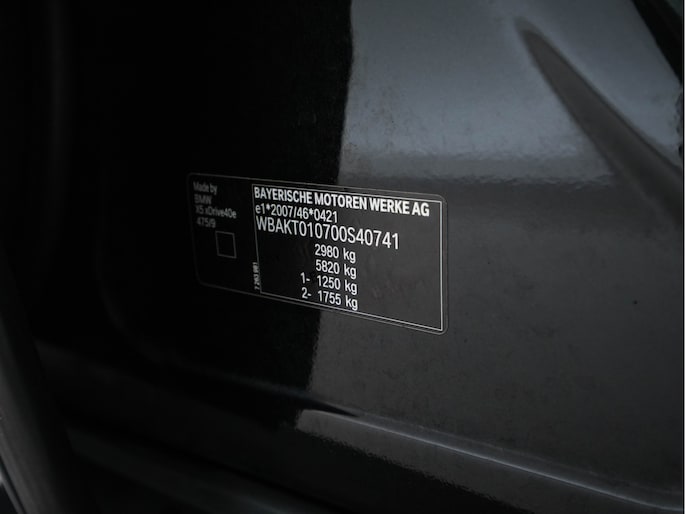 Made by
BMW
X5 xDrive40e
475/9
BAYERISCHE MOTOREN WERKE AG
e1*2007/46*0421
WBAKT010700S40741
2980 kg
5820 kg
1- 1250 kg
2- 1755 kg